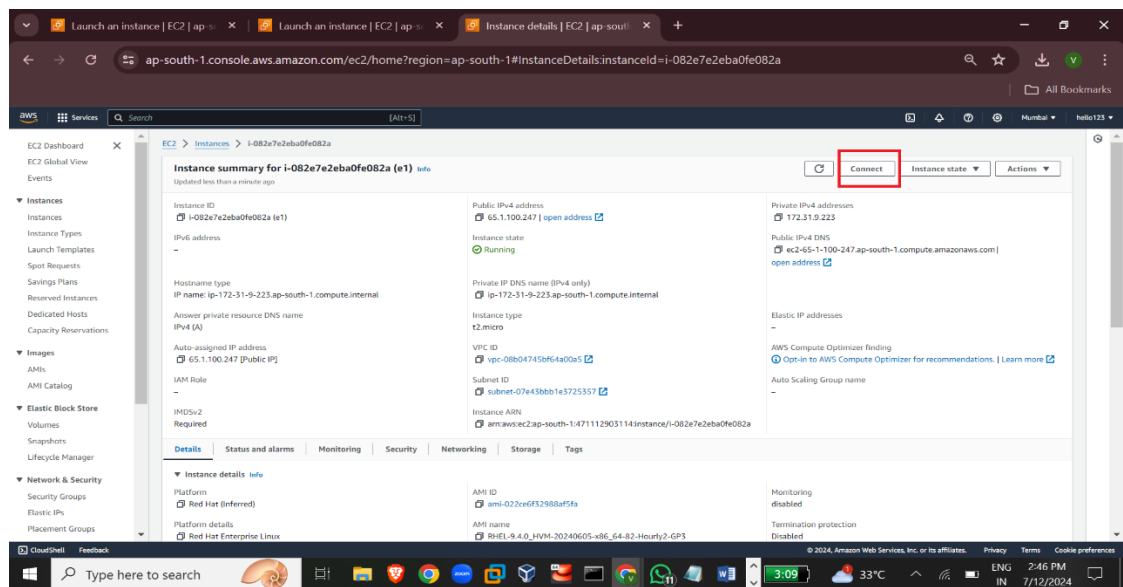 Launch an instance | EC2 | ap-s
Launch an instance | EC2 | ap-s
Instance details | EC2 | ap-south
ap-south-1.console.aws.amazon.com/ec2/home?region=ap-south-1#InstanceDetails:instanceId=i-082e7e2eba0fe082a
V
All Bookmarks
aws Services Search [Alt+S] Mumbai hello123
EC2 Dashboard
EC2 Global View
Events
Instances
Instances
Instance Types
Launch Templates
Spot Requests
Savings Plans
Reserved Instances
Dedicated Hosts
Capacity Reservations
Images
AMIs
AMI Catalog
Elastic Block Store
Volumes
Snapshots
Lifecycle Manager
Network & Security
Security Groups
Elastic IPs
Placement Groups
EC2 > Instances > i-082e7e2eba0fe082a
Instance summary for i-082e7e2eba0fe082a (e1) Info
Updated less than a minute ago
Connect
Instance state
Actions
Instance ID
i-082e7e2eba0fe082a (e1)
Public IPv4 address
65.1.100.247 | open address
Private IPv4 addresses
172.31.9.223
IPv6 address
–
Instance state
Running
Public IPv4 DNS
ec2-65-1-100-247.ap-south-1.compute.amazonaws.com |
open address
Hostname type
IP name: ip-172-31-9-223.ap-south-1.compute.internal
Private IP DNS name (IPv4 only)
ip-172-31-9-223.ap-south-1.compute.internal
Answer private resource DNS name
IPv4 (A)
Instance type
t2.micro
Elastic IP addresses
–
Auto-assigned IP address
65.1.100.247 [Public IP]
VPC ID
vpc-08b04745bf64a00a5
AWS Compute Optimizer finding
Opt-in to AWS Compute Optimizer for recommendations. | Learn more
IAM Role
–
Subnet ID
subnet-07e43bbb1e3725357
Auto Scaling Group name
–
IMDSv2
Required
Instance ARN
arn:aws:ec2:ap-south-1:471112903114:instance/i-082e7e2eba0fe082a
Details Status and alarms Monitoring Security Networking Storage Tags
Instance details Info
Platform
Red Hat (Inferred)
AMI ID
ami-022ce6f32988af5fa
Monitoring
disabled
Platform details
Red Hat Enterprise Linux
AMI name
RHEL-9.4.0_HVM-20240605-x86_64-82-Hourly2-GP3
Termination protection
Disabled
CloudShell Feedback © 2024, Amazon Web Services, Inc. or its affiliates. Privacy Terms Cookie preferences
Type here to search
zoom
11
3:09
33°C
ENG
IN
2:46 PM
7/12/2024